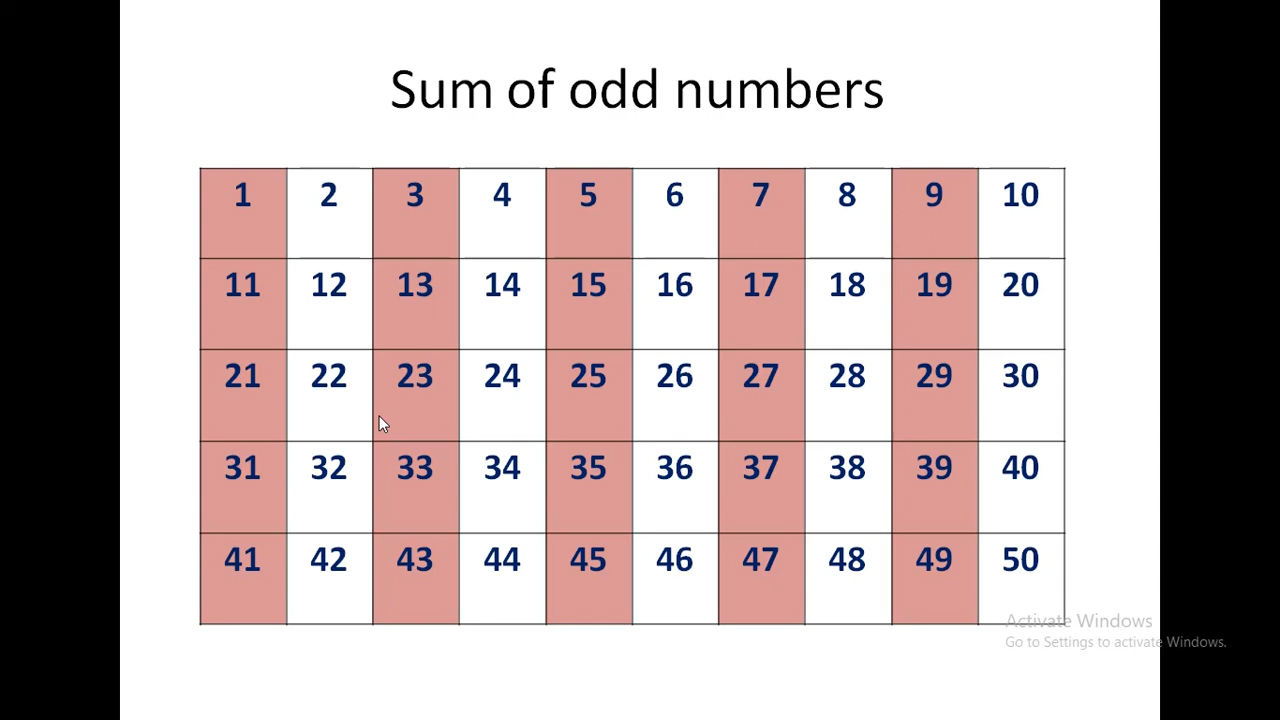 Sum of odd numbers
1 2 3 4 5 6 7 8 9 10
11 12 13 14 15 16 17 18 19 20
21 22 23 24 25 26 27 28 29 30
31 32 33 34 35 36 37 38 39 40
41 42 43 44 45 46 47 48 49 50
Activate Windows
Go to Settings to activate Windows.